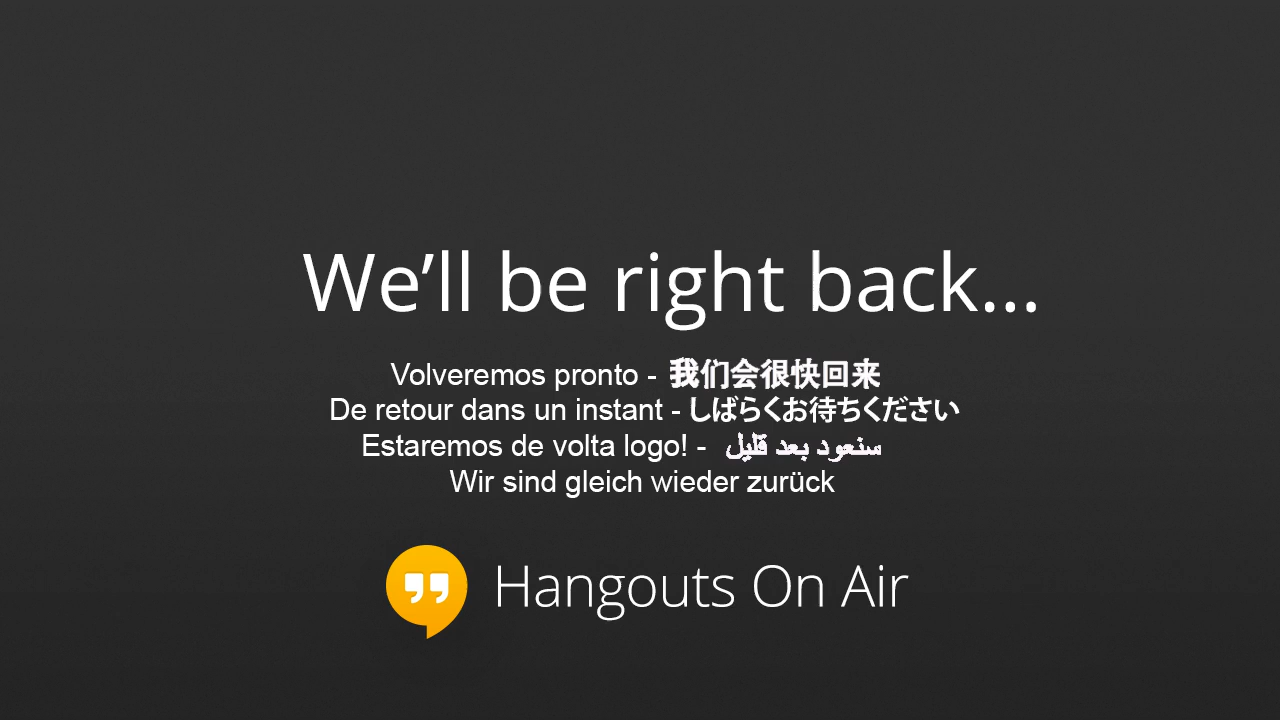 We’ll be right back...
Volveremos pronto - 我们会很快回来
De retour dans un instant - しばらくお待ちください
Estaremos de volta logo! - سنعود بعد قليل
Wir sind gleich wieder zurück
Hangouts On Air